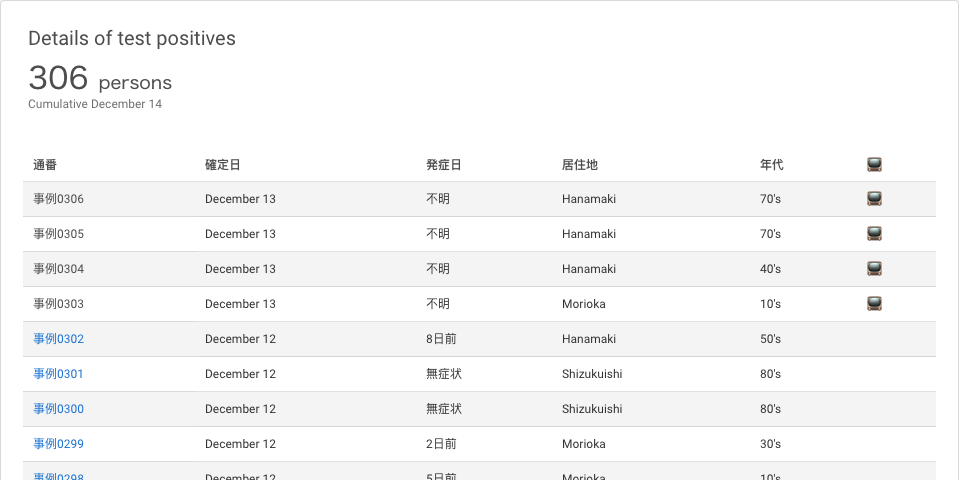 Details of test positives
306 persons
Cumulative December 14
通番 確定日 発症日 居住地 年代
事例0306 December 13 不明 Hanamaki 70's
事例0305 December 13 不明 Hanamaki 70's
事例0304 December 13 不明 Hanamaki 40's
事例0303 December 13 不明 Morioka 10's
事例0302 December 12 8日前 Hanamaki 50's
事例0301 December 12 無症状 Shizukuishi 80's
事例0300 December 12 無症状 Shizukuishi 80's
事例0299 December 12 2日前 Morioka 30's
事例0298 December 12 5日前 Morioka 10's